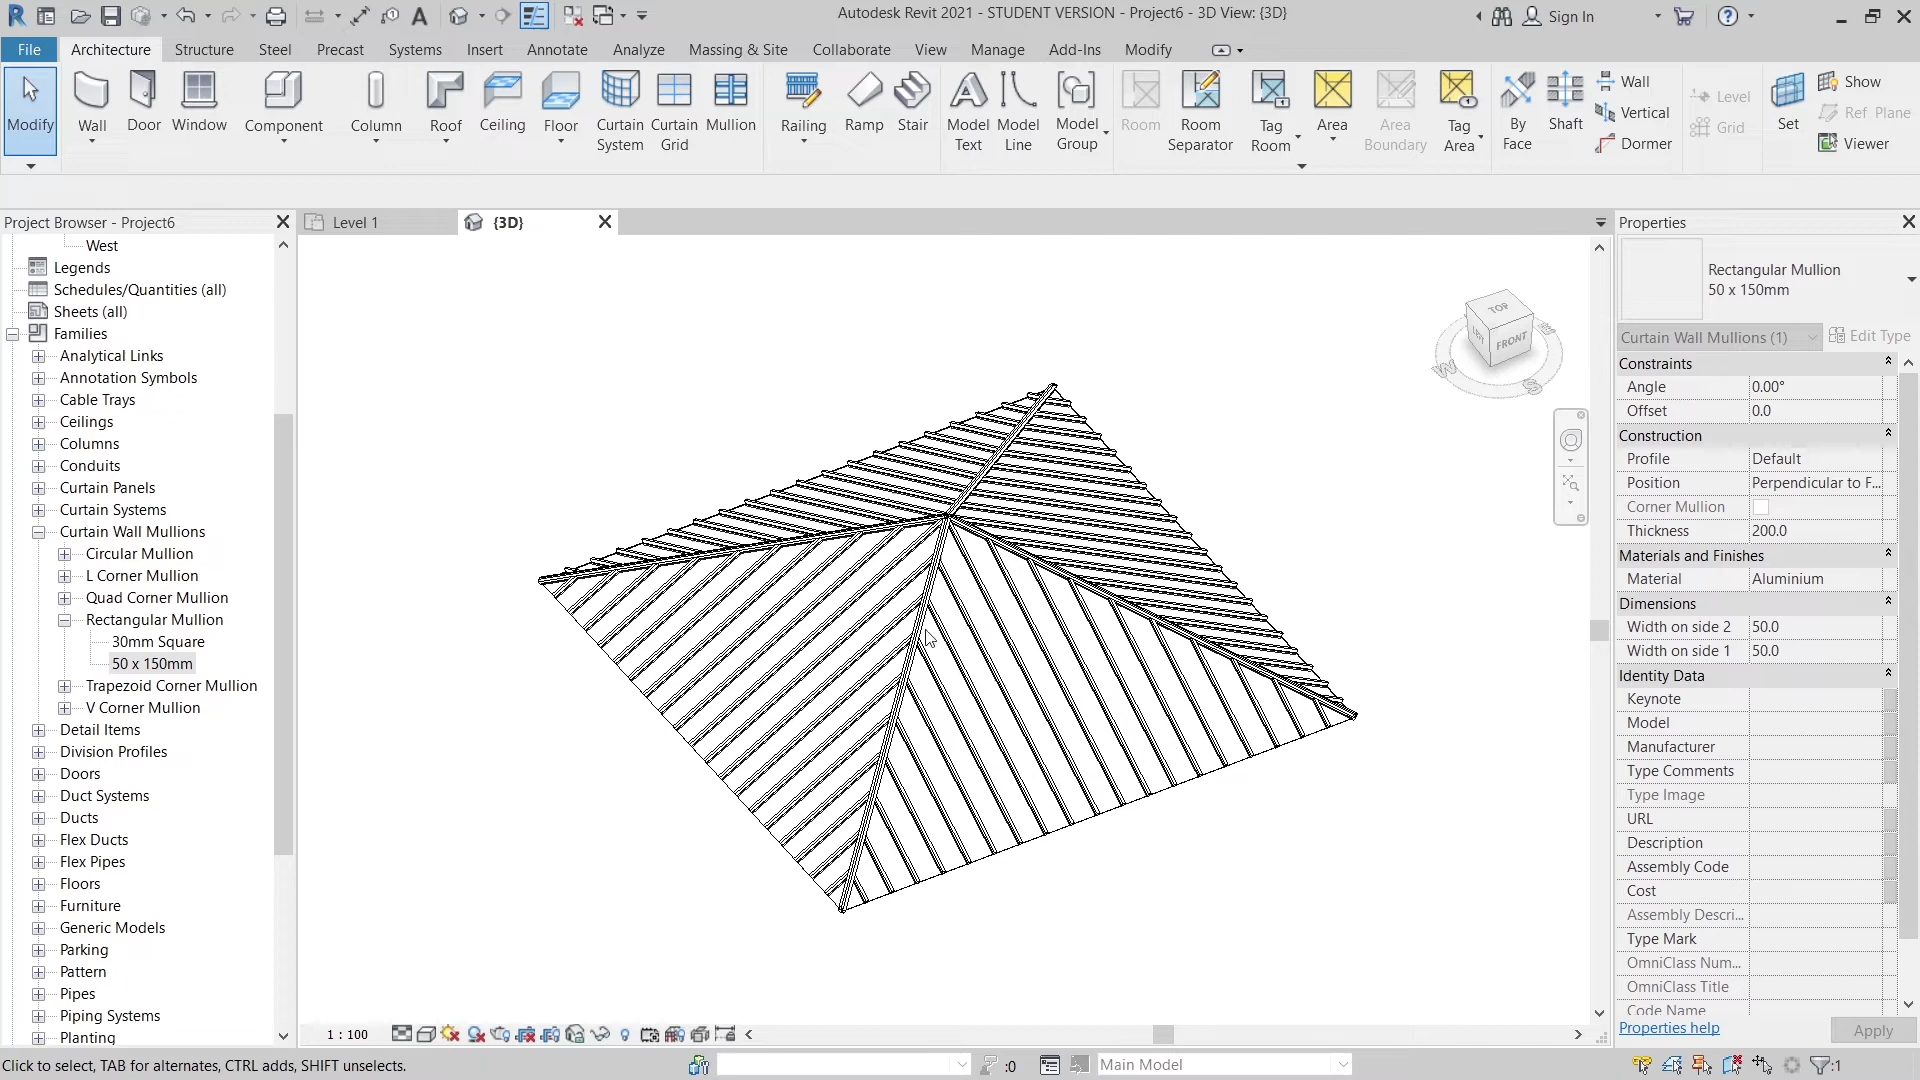 Autodesk Revit 2021 - STUDENT VERSION - Project6 - 3D View: {3D}
Sign In
File
Architecture
Structure
Steel
Precast
Systems
Insert
Annotate
Analyze
Massing & Site
Collaborate
View
Manage
Add-Ins
Modify
Modify
Wall
Door
Window
Component
Column
Roof
Ceiling
Floor
Curtain
System
Curtain
Grid
Mullion
Railing
Ramp
Stair
Model
Text
Model
Line
Model
Group
Room
Room
Separator
Tag
Room
Area
Area
Boundary
Tag
Area
By
Face
Shaft
Wall
Vertical
Dormer
Level
Grid
Set
Show
Ref Plane
Viewer
Project Browser - Project6
West
Legends
Schedules/Quantities (all)
Sheets (all)
Families
Analytical Links
Annotation Symbols
Cable Trays
Ceilings
Columns
Conduits
Curtain Panels
Curtain Systems
Curtain Wall Mullions
Circular Mullion
L Corner Mullion
Quad Corner Mullion
Rectangular Mullion
30mm Square
50 x 150mm
Trapezoid Corner Mullion
V Corner Mullion
Detail Items
Division Profiles
Doors
Duct Systems
Ducts
Flex Ducts
Flex Pipes
Floors
Furniture
Generic Models
Parking
Pattern
Pipes
Piping Systems
Planting
Level 1
{3D}
TOP
LEFT
FRONT
W
S
E
1 : 100
Properties
Rectangular Mullion
50 x 150mm
Curtain Wall Mullions (1)
Edit Type
Constraints
Angle 0.00°
Offset 0.0
Construction
Profile Default
Position Perpendicular to F...
Corner Mullion
Thickness 200.0
Materials and Finishes
Material Aluminium
Dimensions
Width on side 2 50.0
Width on side 1 50.0
Identity Data
Keynote
Model
Manufacturer
Type Comments
Type Image
URL
Description
Assembly Code
Cost
Assembly Descri...
Type Mark
OmniClass Num...
OmniClass Title
Code Name
Properties help
Apply
Click to select, TAB for alternates, CTRL adds, SHIFT unselects.
:0
Main Model
:1